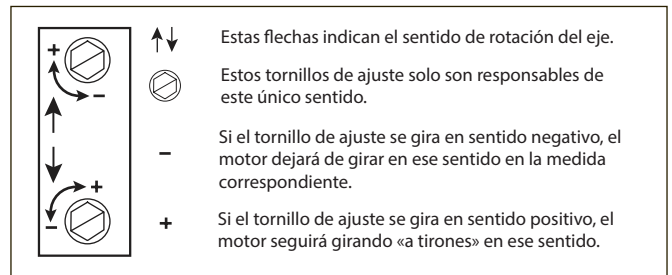 +
–
Estas flechas indican el sentido de rotación del eje.
Estos tornillos de ajuste solo son responsables de
este único sentido.
–
Si el tornillo de ajuste se gira en sentido negativo, el
motor dejará de girar en ese sentido en la medida
correspondiente.
+
–
+
Si el tornillo de ajuste se gira en sentido positivo, el
motor seguirá girando «a tirones» en ese sentido.